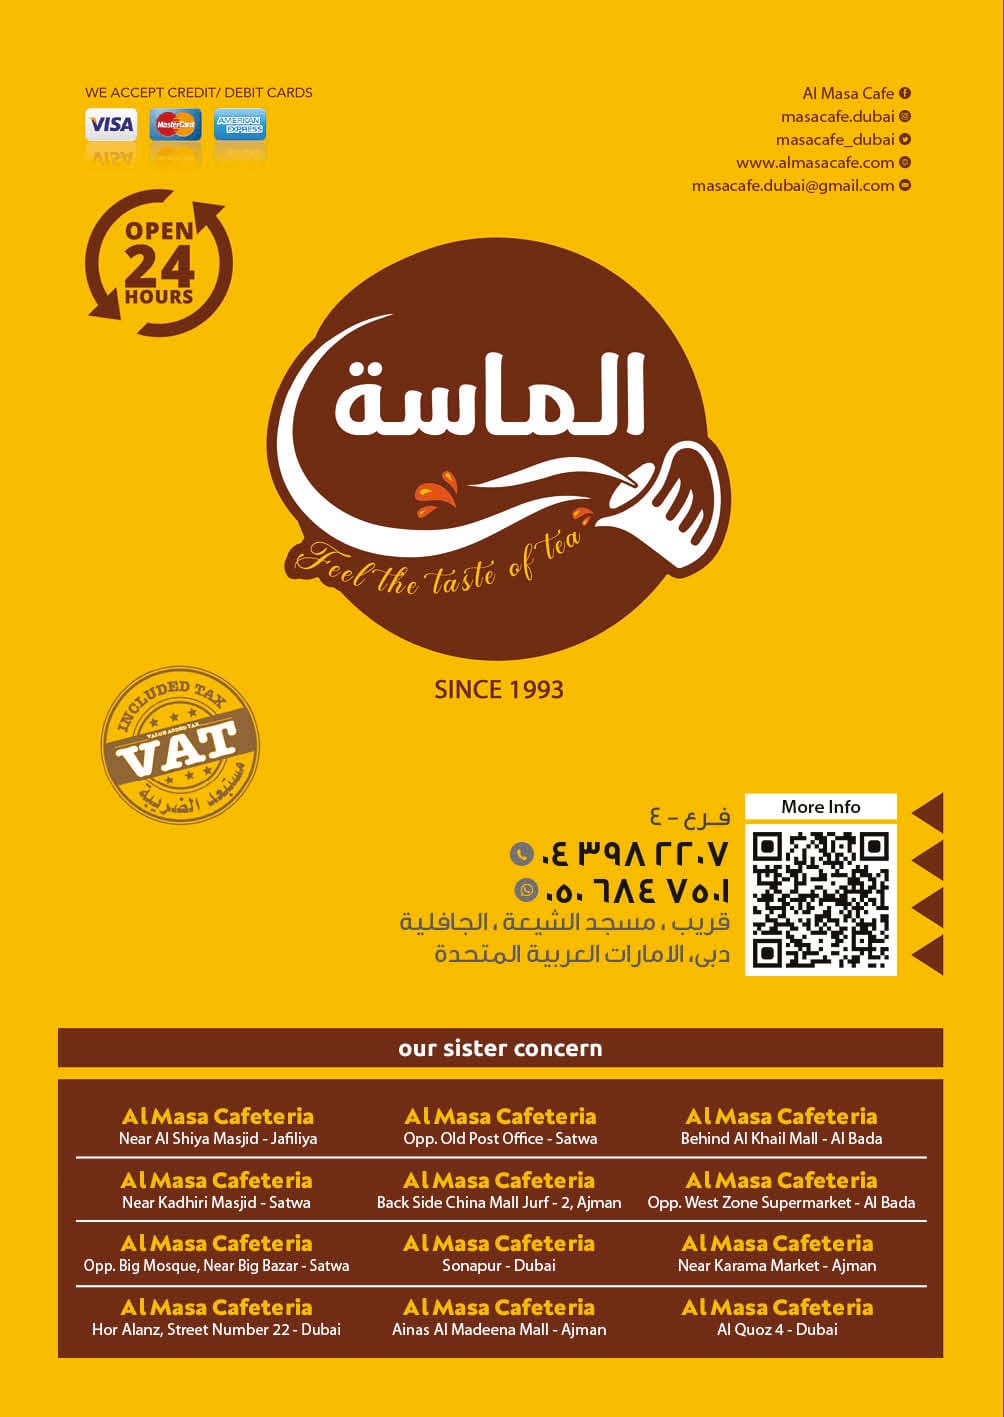 WE ACCEPT CREDIT/ DEBIT CARDS
VISA
MasterCard
AMERICAN EXPRESS
Al Masa Cafe
masacafe.dubai
masacafe_dubai
www.almasacafe.com
masacafe.dubai@gmail.com
OPEN
24
HOURS
الماسة
Feel the taste of tea
SINCE 1993
INCLUDED TAX
VALUE ADDED TAX
VAT
مستبعد الضريبة
More Info
فرع - ٤
٠٤ ٣٩٨ ٢٢٠٧
٠٥٠ ٦٨٤ ٧٥٠١
قريب ، مسجد الشيعة ، الجافلية
دبى، الامارات العربية المتحدة
our sister concern
Al Masa Cafeteria
Near Al Shiya Masjid - Jafiliya
Al Masa Cafeteria
Opp. Old Post Office - Satwa
Al Masa Cafeteria
Behind Al Khail Mall - Al Bada
Al Masa Cafeteria
Near Kadhiri Masjid - Satwa
Al Masa Cafeteria
Back Side China Mall Jurf - 2, Ajman
Al Masa Cafeteria
Opp. West Zone Supermarket - Al Bada
Al Masa Cafeteria
Opp. Big Mosque, Near Big Bazar - Satwa
Al Masa Cafeteria
Sonapur - Dubai
Al Masa Cafeteria
Near Karama Market - Ajman
Al Masa Cafeteria
Hor Alanz, Street Number 22 - Dubai
Al Masa Cafeteria
Ainas Al Madeena Mall - Ajman
Al Masa Cafeteria
Al Quoz 4 - Dubai